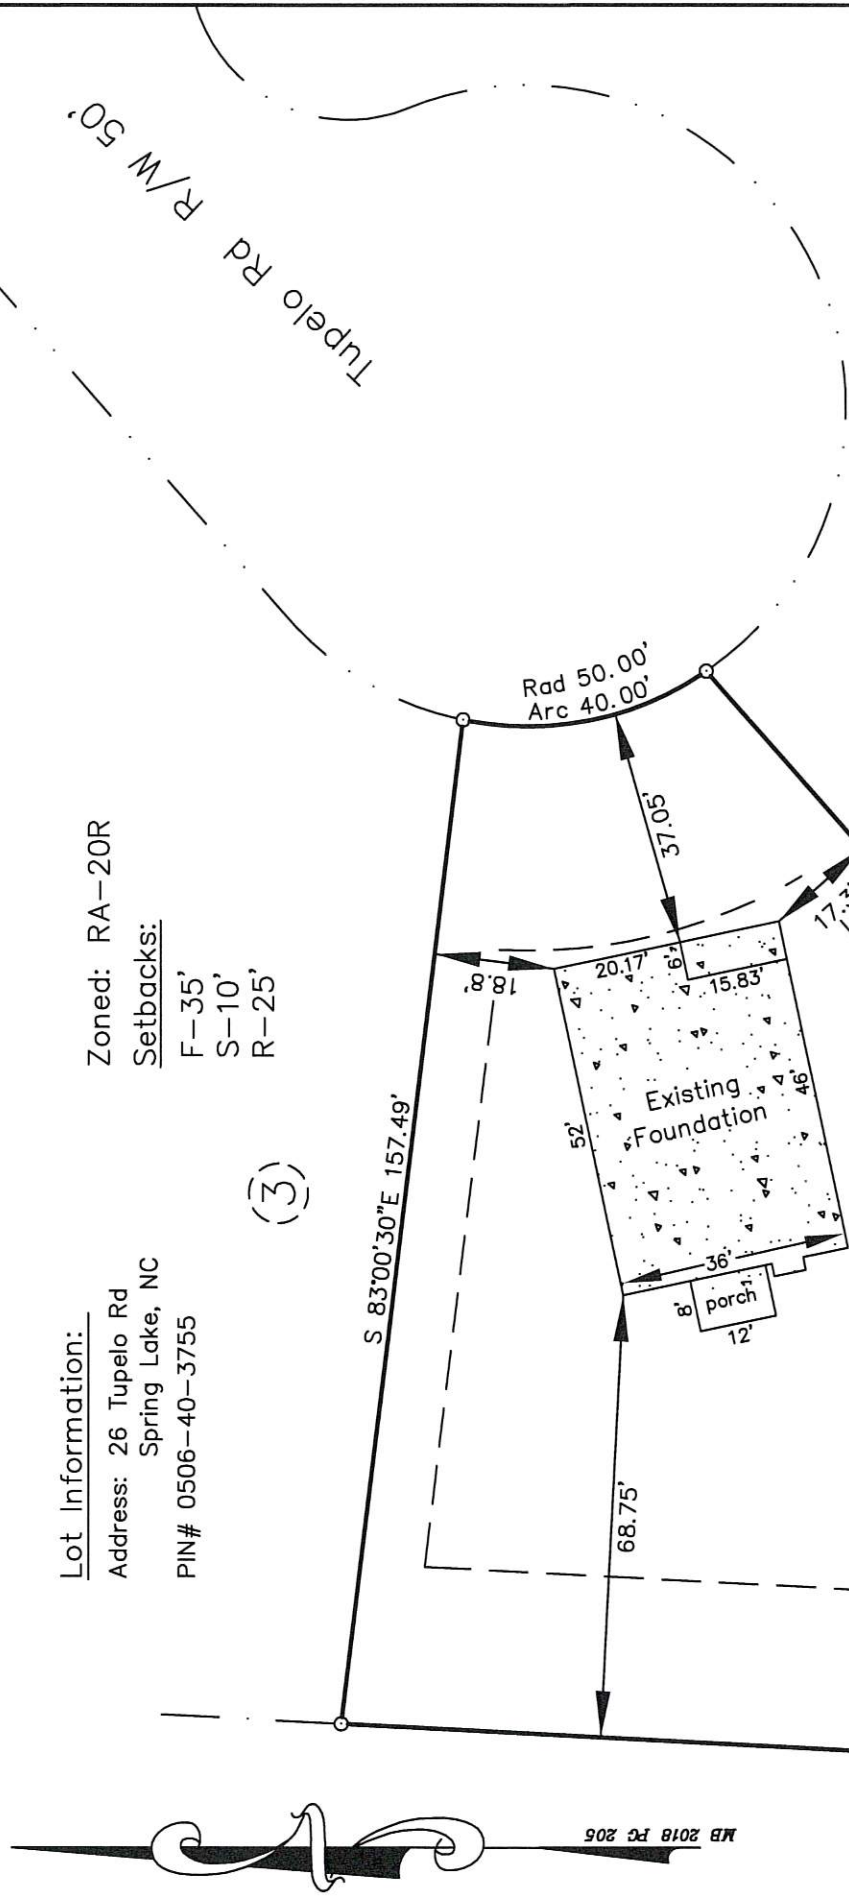 Lot Information:
Address: 26 Tupelo Rd
Spring Lake, NC
PIN# 0506-40-3755
Zoned: RA-20R
Setbacks:
F-35'
S-10'
R-25'
(3)
Tupelo Rd R/W 50'
Rad 50.00'
Arc 40.00'
S 83°00'30"E 157.49'
37.05'
18.8'
20.17'
6'
15.83'
17.3'
52'
Existing
Foundation
46'
36'
8'
porch
12'
68.75'
N
MB 2018 PG 205